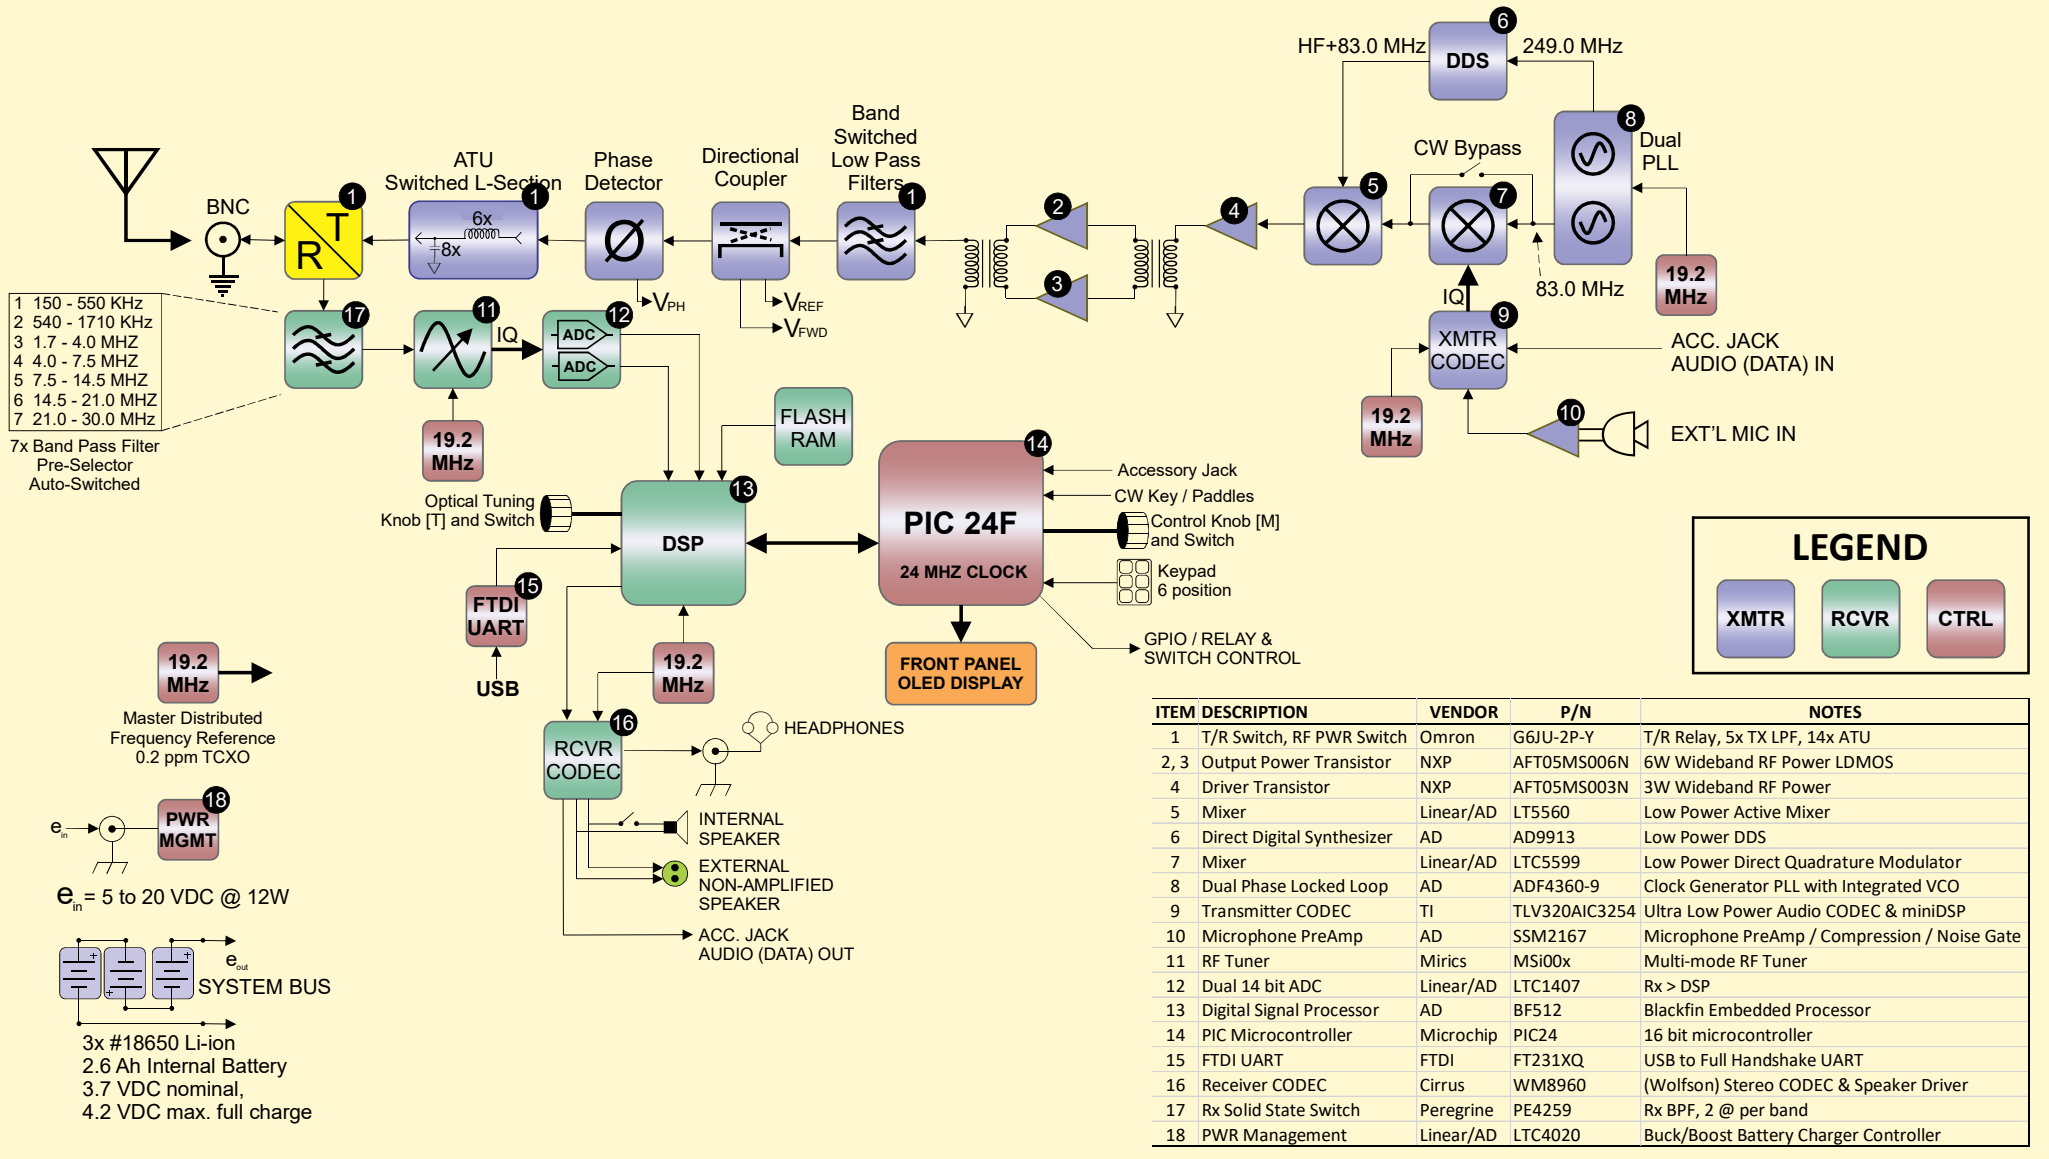 HF+83.0 MHz
6
DDS
249.0 MHz
8
Dual
PLL
CW Bypass
5
7
83.0 MHz
19.2
MHz
IQ
9
XMTR
CODEC
ACC. JACK
AUDIO (DATA) IN
19.2
MHz
10
EXT'L MIC IN
4
2
3
Band
Switched
Low Pass
Filters
1
Directional
Coupler
VREF
VFWD
Phase
Detector
Ø
VPH
ATU
Switched L-Section
1
6x
8x
BNC
1
T
R
1 150 - 550 KHz
2 540 - 1710 KHz
3 1.7 - 4.0 MHZ
4 4.0 - 7.5 MHZ
5 7.5 - 14.5 MHZ
6 14.5 - 21.0 MHZ
7 21.0 - 30.0 MHz
7x Band Pass Filter
Pre-Selector
Auto-Switched
17
11
IQ
12
ADC
ADC
19.2
MHz
FLASH
RAM
Optical Tuning
Knob [T] and Switch
13
DSP
14
PIC 24F
24 MHZ CLOCK
Accessory Jack
CW Key / Paddles
Control Knob [M]
and Switch
Keypad
6 position
GPIO / RELAY &
SWITCH CONTROL
FRONT PANEL
OLED DISPLAY
15
FTDI
UART
USB
19.2
MHz
16
RCVR
CODEC
HEADPHONES
INTERNAL
SPEAKER
EXTERNAL
NON-AMPLIFIED
SPEAKER
ACC. JACK
AUDIO (DATA) OUT
19.2
MHz
Master Distributed
Frequency Reference
0.2 ppm TCXO
18
PWR
MGMT
ein
ein = 5 to 20 VDC @ 12W
+ + +
eout
SYSTEM BUS
3x #18650 Li-ion
2.6 Ah Internal Battery
3.7 VDC nominal,
4.2 VDC max. full charge
LEGEND
XMTR RCVR CTRL
ITEM DESCRIPTION VENDOR P/N NOTES
1 T/R Switch, RF PWR Switch Omron G6JU-2P-Y T/R Relay, 5x TX LPF, 14x ATU
2, 3 Output Power Transistor NXP AFT05MS006N 6W Wideband RF Power LDMOS
4 Driver Transistor NXP AFT05MS003N 3W Wideband RF Power
5 Mixer Linear/AD LT5560 Low Power Active Mixer
6 Direct Digital Synthesizer AD AD9913 Low Power DDS
7 Mixer Linear/AD LTC5599 Low Power Direct Quadrature Modulator
8 Dual Phase Locked Loop AD ADF4360-9 Clock Generator PLL with Integrated VCO
9 Transmitter CODEC TI TLV320AIC3254 Ultra Low Power Audio CODEC & miniDSP
10 Microphone PreAmp AD SSM2167 Microphone PreAmp / Compression / Noise Gate
11 RF Tuner Mirics MSi00x Multi-mode RF Tuner
12 Dual 14 bit ADC Linear/AD LTC1407 Rx > DSP
13 Digital Signal Processor AD BF512 Blackfin Embedded Processor
14 PIC Microcontroller Microchip PIC24 16 bit microcontroller
15 FTDI UART FTDI FT231XQ USB to Full Handshake UART
16 Receiver CODEC Cirrus WM8960 (Wolfson) Stereo CODEC & Speaker Driver
17 Rx Solid State Switch Peregrine PE4259 Rx BPF, 2 @ per band
18 PWR Management Linear/AD LTC4020 Buck/Boost Battery Charger Controller